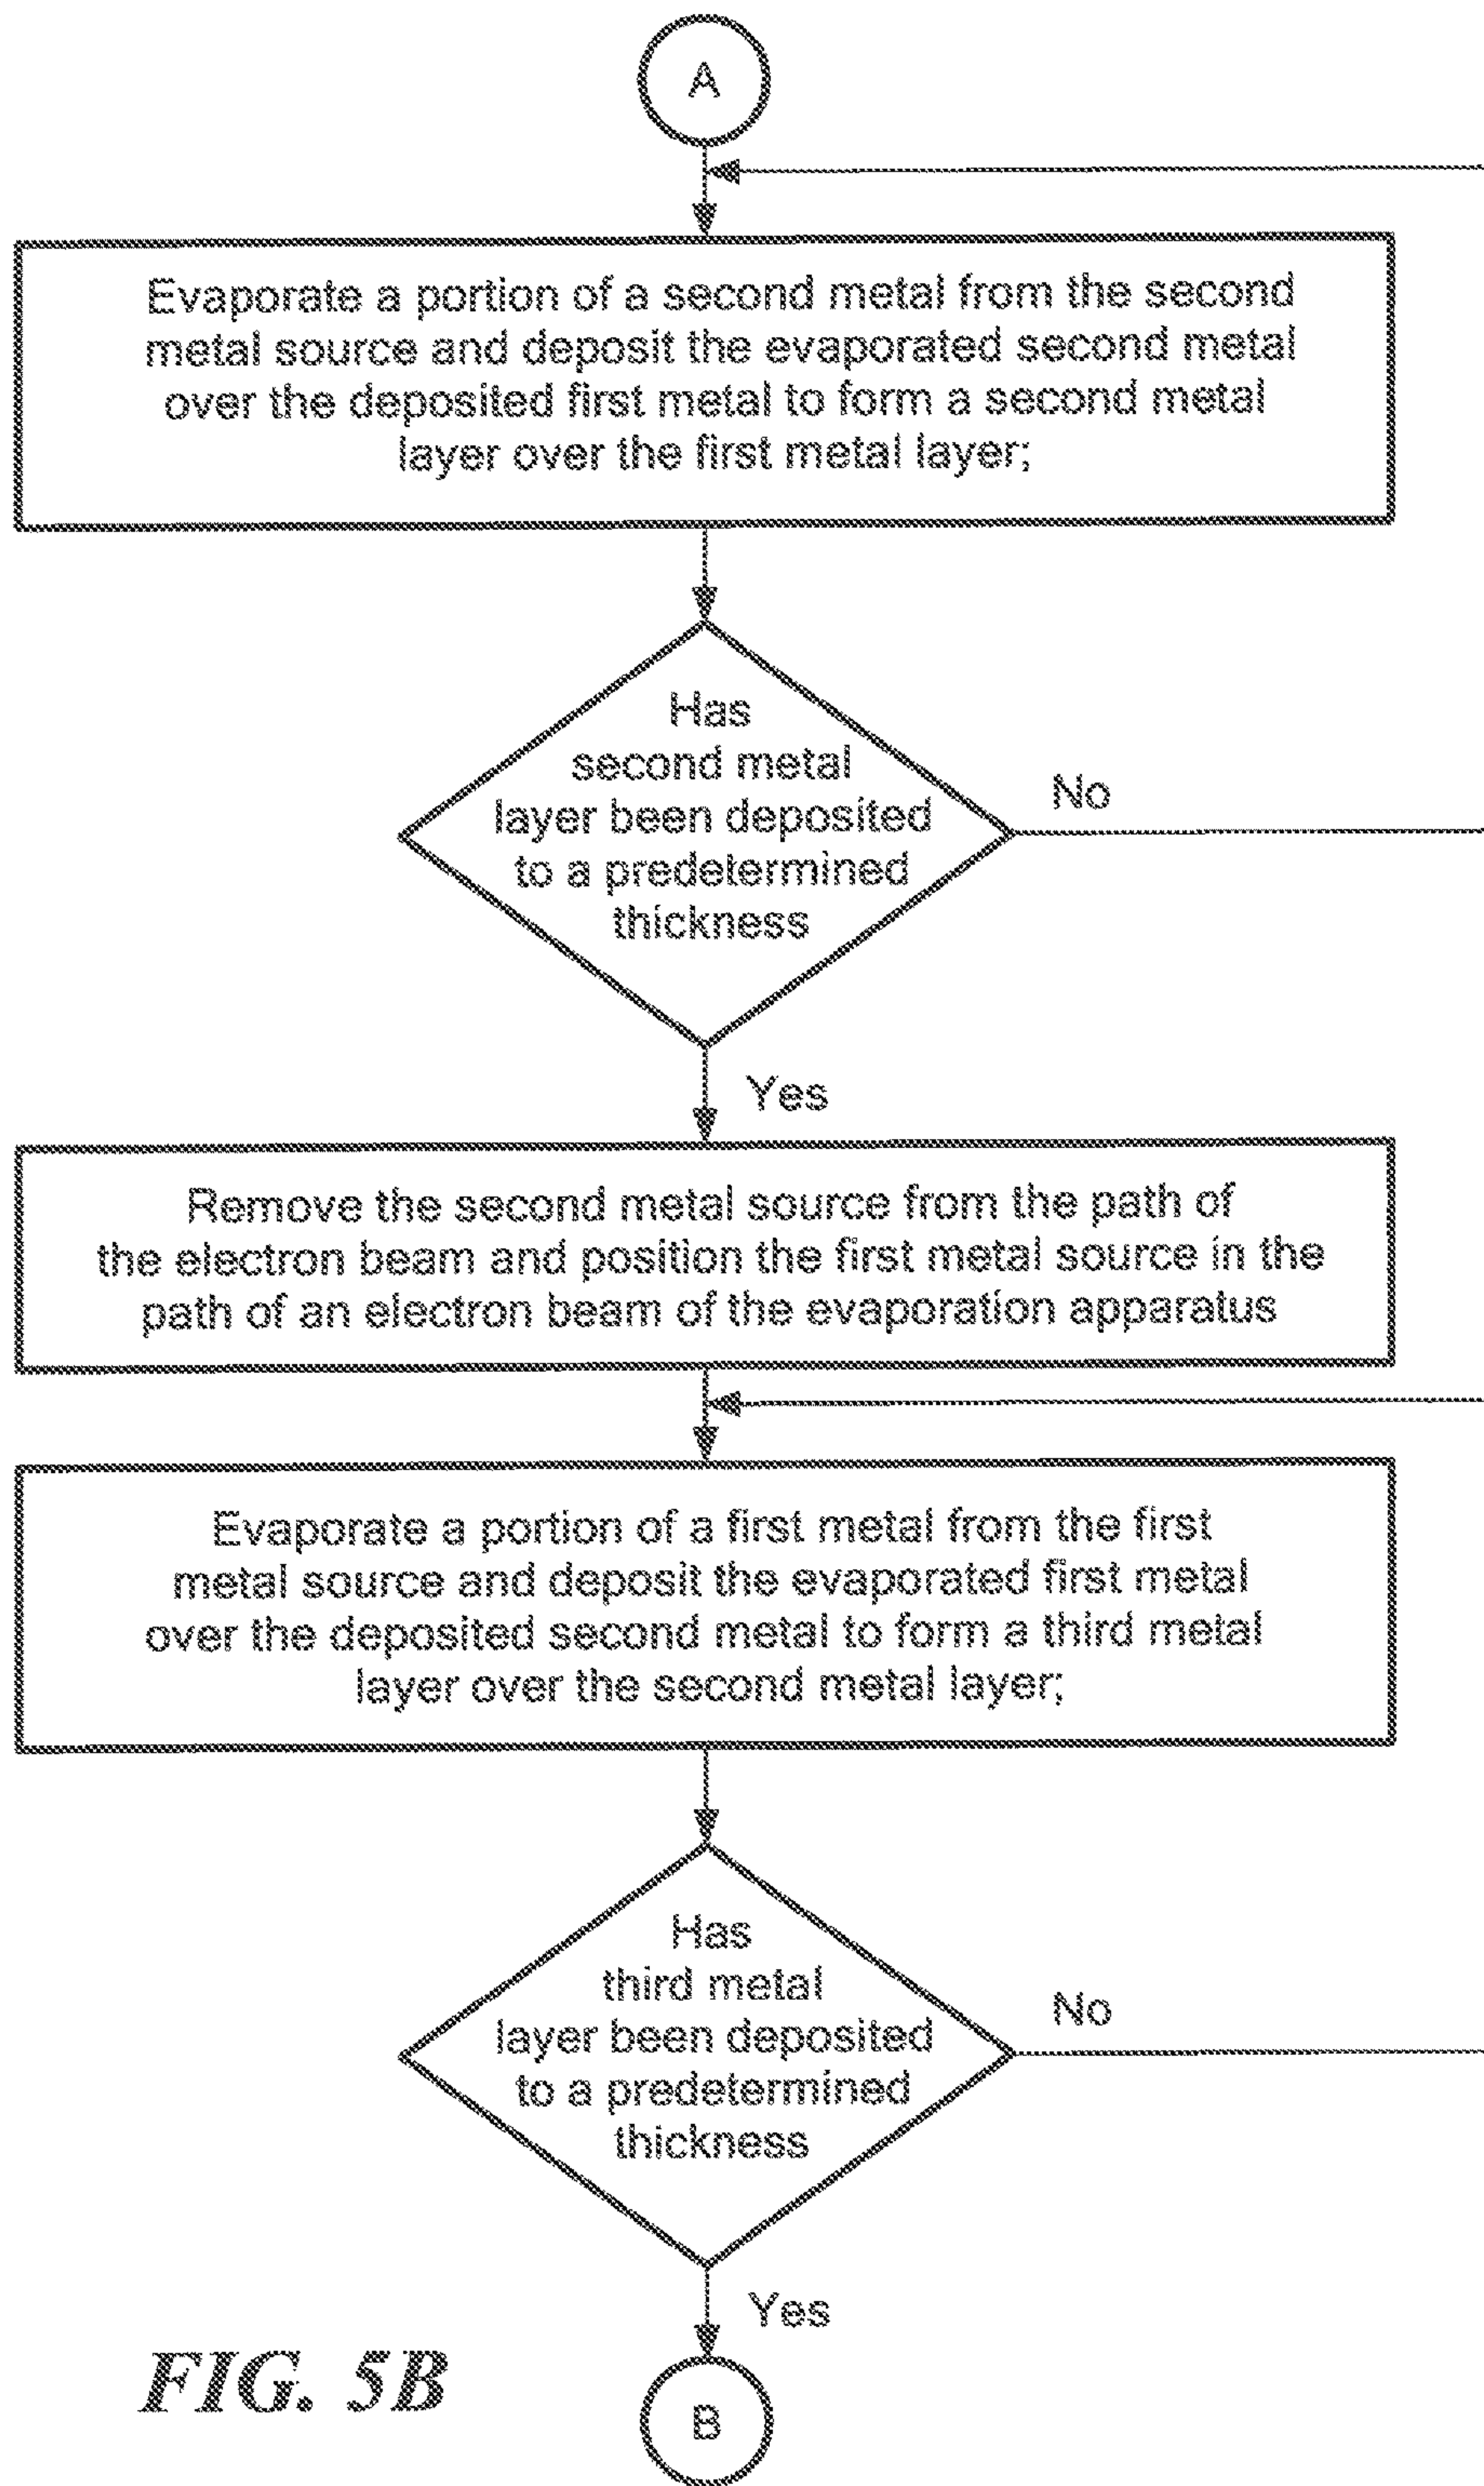 A
Evaporate a portion of a second metal from the second
metal source and deposit the evaporated second metal
over the deposited first metal to form a second metal
layer over the first metal layer;
Has
second metal
layer been deposited
to a predetermined
thickness
No
Yes
Remove the second metal source from the path of
the electron beam and position the first metal source in the
path of an electron beam of the evaporation apparatus
Evaporate a portion of a first metal from the first
metal source and deposit the evaporated first metal
over the deposited second metal to form a third metal
layer over the second metal layer;
Has
third metal
layer been deposited
to a predetermined
thickness
No
Yes
B
FIG. 5B